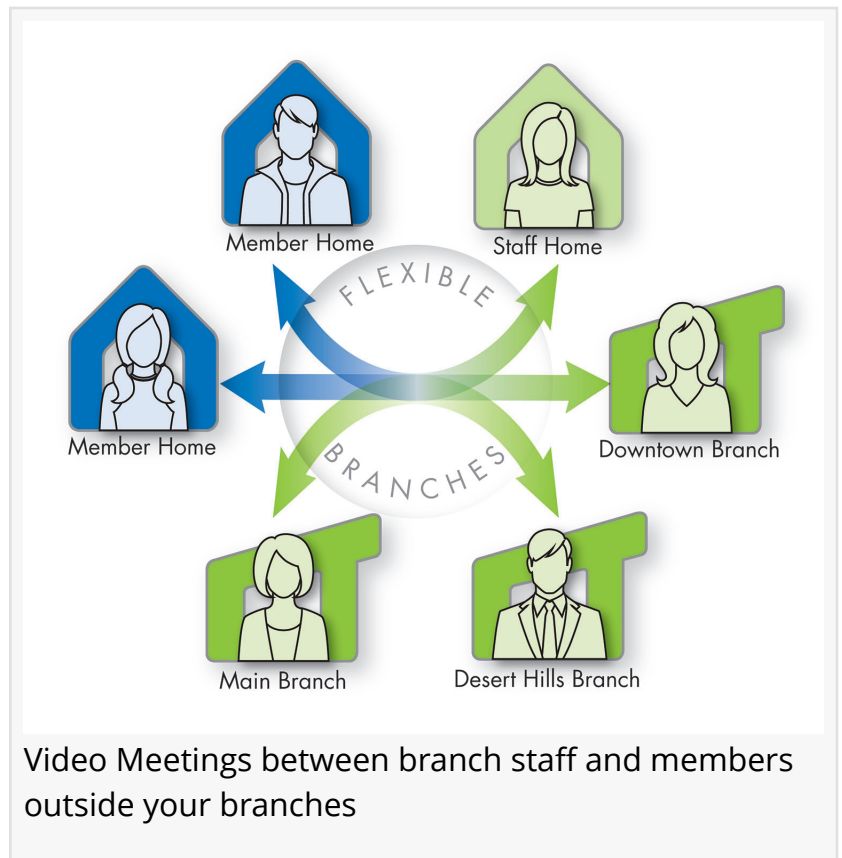 Member Home
Staff Home
FLEXIBLE
Member Home
Downtown Branch
BRANCHES
Main Branch
Desert Hills Branch
Video Meetings between branch staff and members
outside your branches